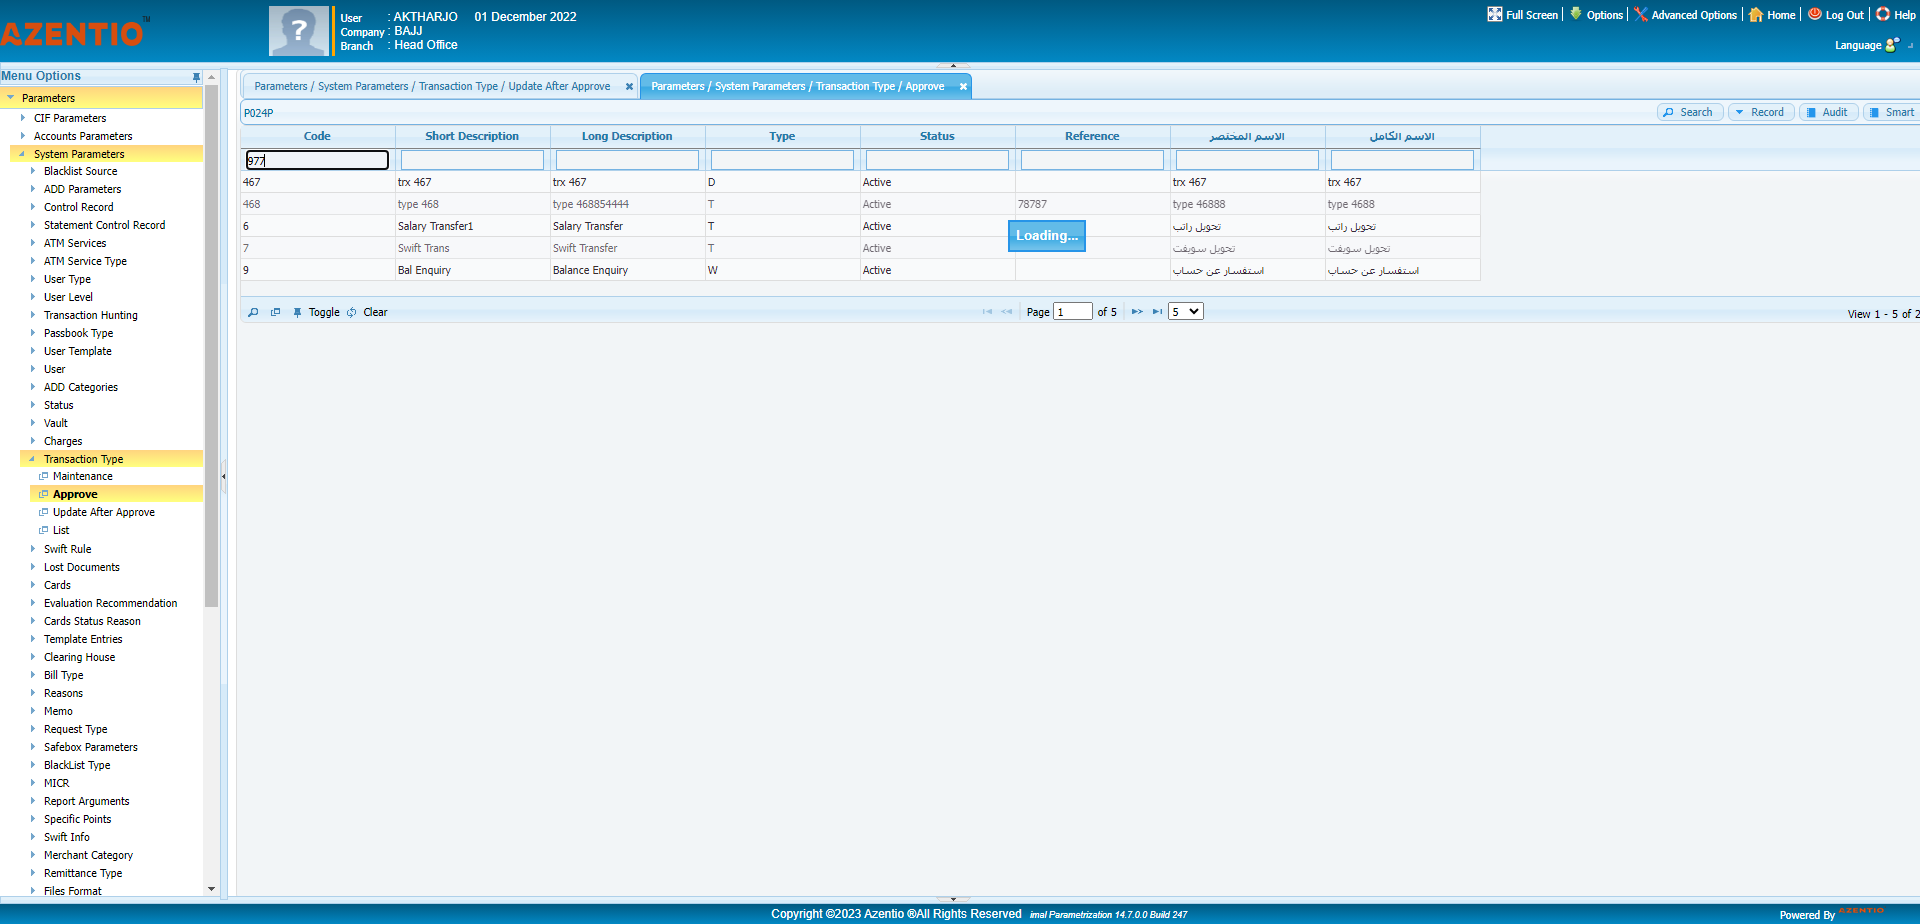 AZENTIO™
User : AKTHARJO 01 December 2022
Company : BAJJ
Branch : Head Office
Full Screen Options Advanced Options Home Log Out Help
Language
Menu Options
Parameters
CIF Parameters
Accounts Parameters
System Parameters
Blacklist Source
ADD Parameters
Control Record
Statement Control Record
ATM Services
ATM Service Type
User Type
User Level
Transaction Hunting
Passbook Type
User Template
User
ADD Categories
Status
Vault
Charges
Transaction Type
Maintenance
Approve
Update After Approve
List
Swift Rule
Lost Documents
Cards
Evaluation Recommendation
Cards Status Reason
Template Entries
Clearing House
Bill Type
Reasons
Memo
Request Type
Safebox Parameters
BlackList Type
MICR
Report Arguments
Specific Points
Swift Info
Merchant Category
Remittance Type
Files Format
Parameters / System Parameters / Transaction Type / Update After Approve
Parameters / System Parameters / Transaction Type / Approve
P024P
Search Record Audit Smart
Code Short Description Long Description Type Status Reference الاسم المختصر الاسم الكامل
977
467 trx 467 trx 467 D Active trx 467 trx 467
468 type 468 type 468854444 T Active 78787 type 46888 type 4688
6 Salary Transfer1 Salary Transfer T Active تحويل راتب تحويل راتب
7 Swift Trans Swift Transfer T Active تحويل سويفت تحويل سويفت
9 Bal Enquiry Balance Enquiry W Active استفسار عن حساب استفسار عن حساب
Loading...
Toggle Clear
Page 1 of 5
5
View 1 - 5 of 2
Copyright ©2023 Azentio ®All Rights Reserved imal Parametrization 14.7.0.0 Build 247
Powered By AZENTIO